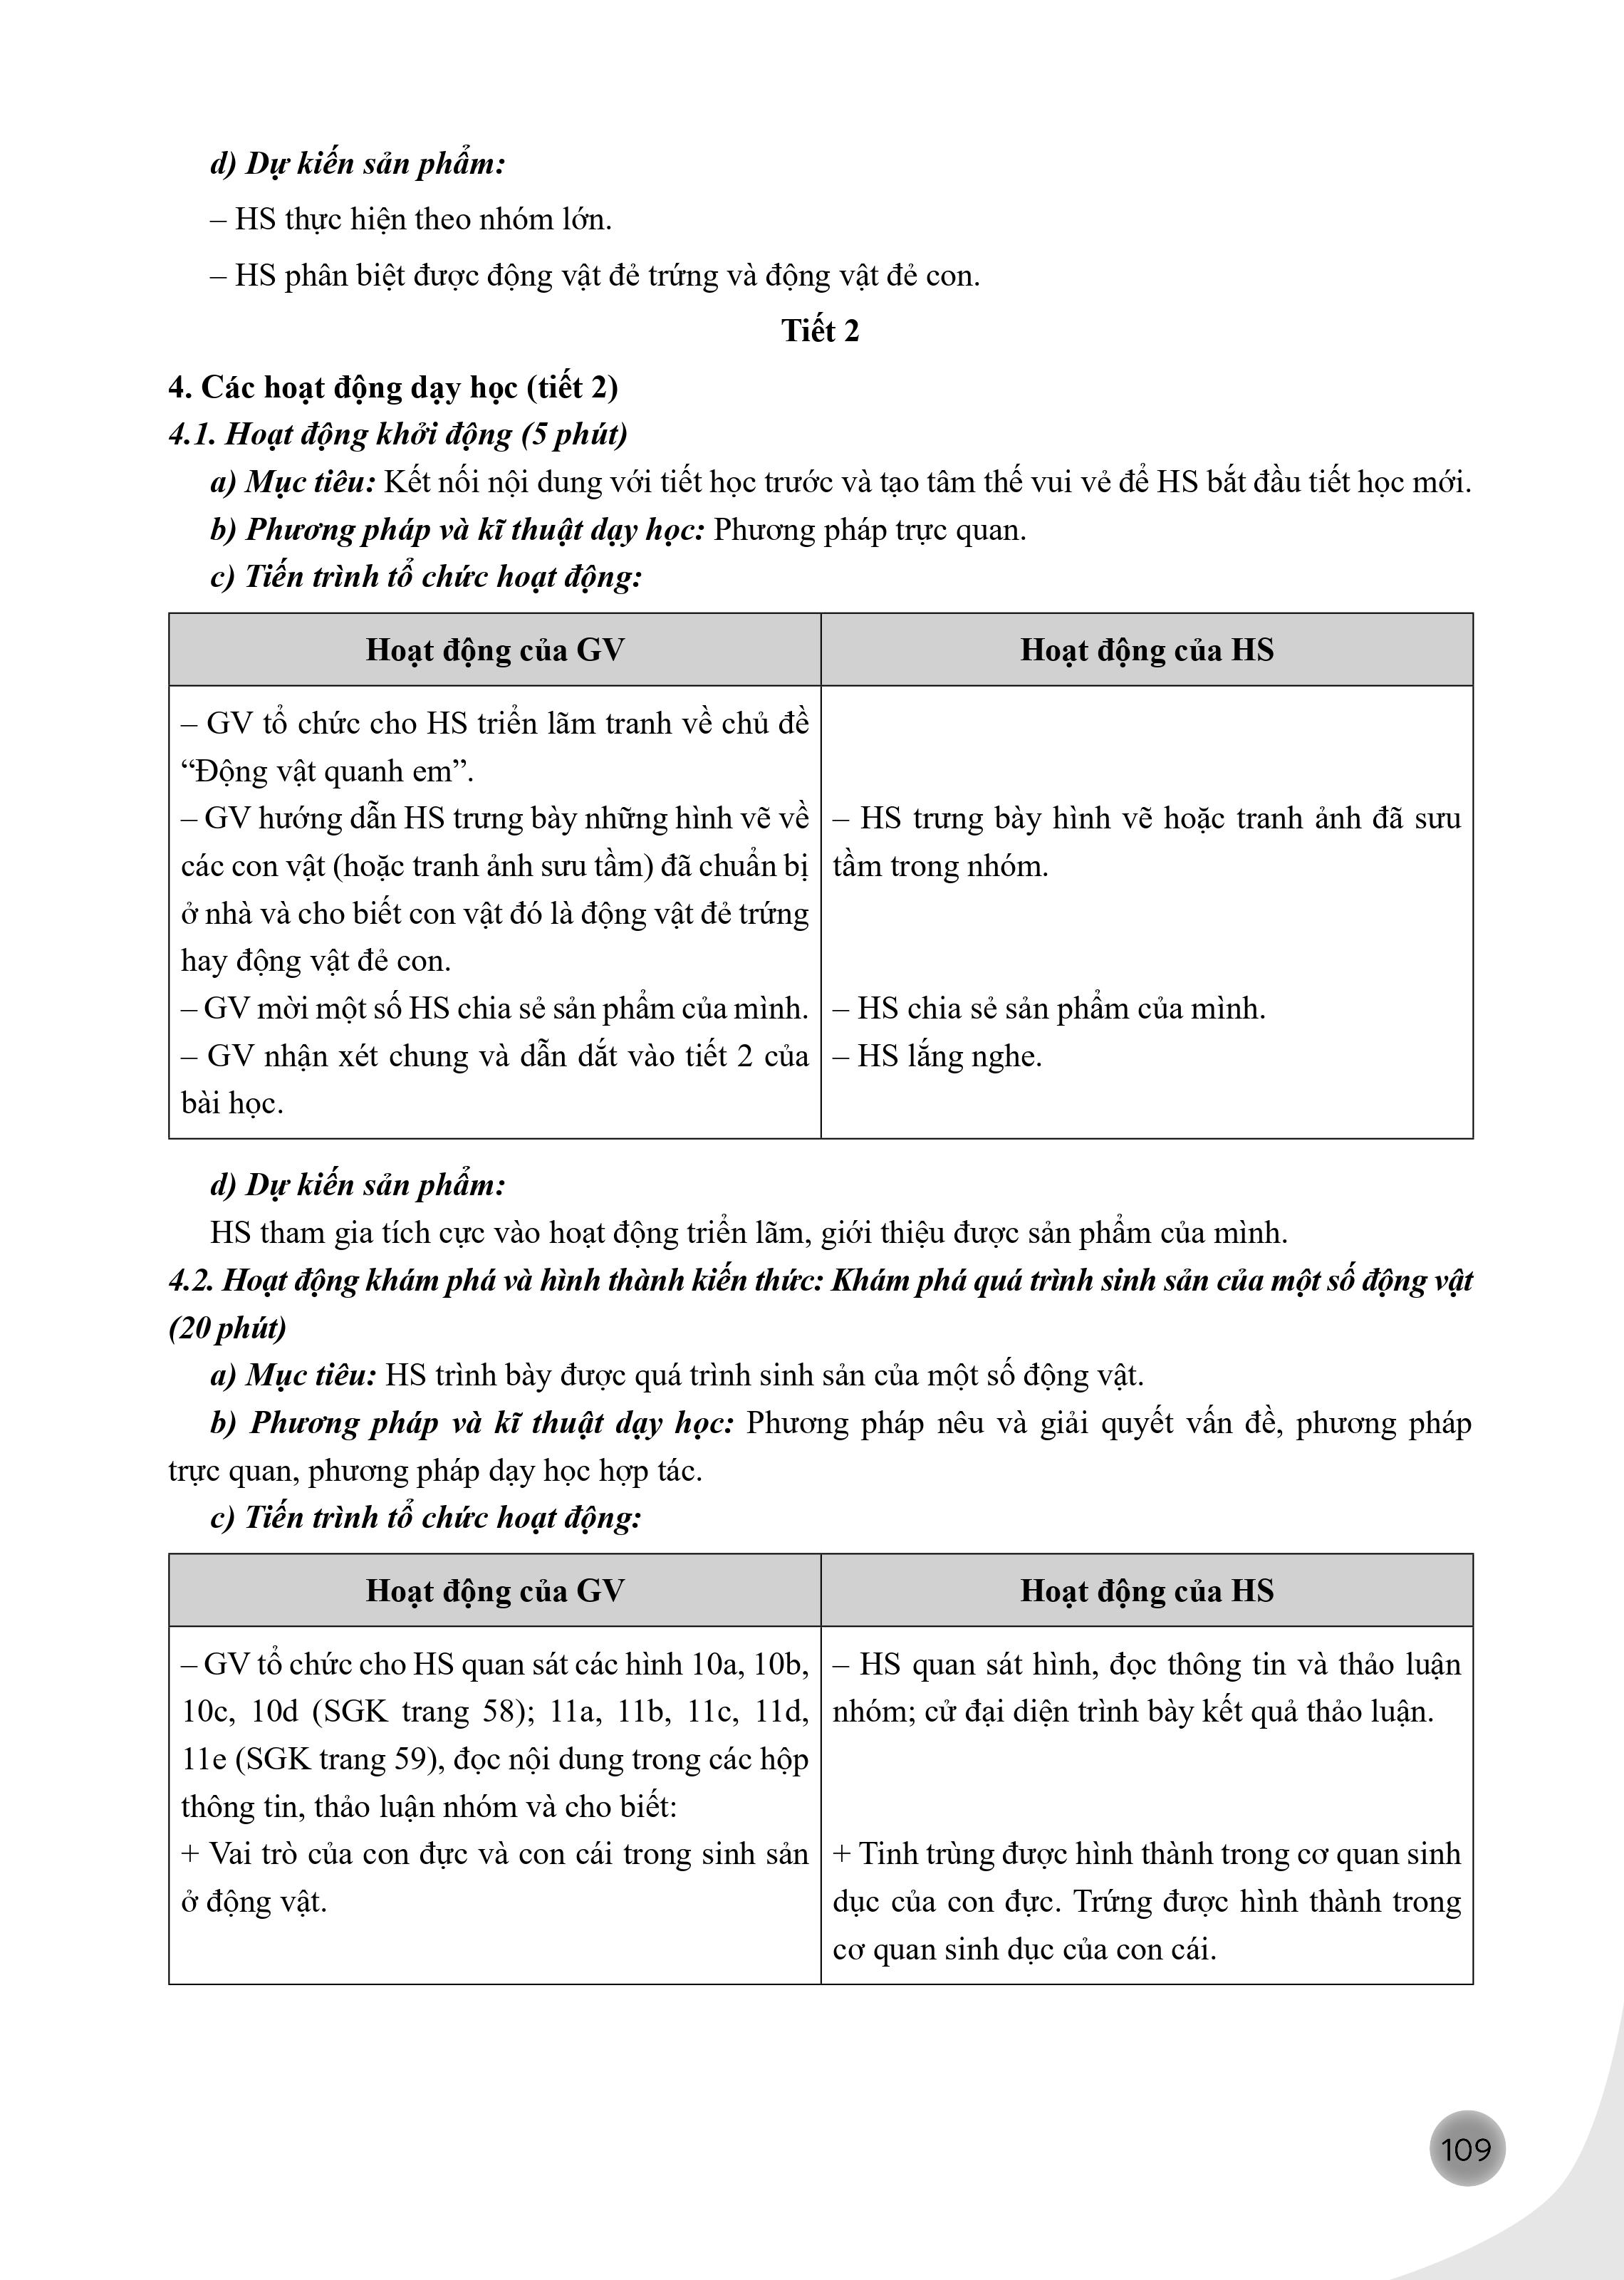 d) Dự kiến sản phẩm:
– HS thực hiện theo nhóm lớn.
– HS phân biệt được động vật đẻ trứng và động vật đẻ con.
Tiết 2
4. Các hoạt động dạy học (tiết 2)
4.1. Hoạt động khởi động (5 phút)
a) Mục tiêu: Kết nối nội dung với tiết học trước và tạo tâm thế vui vẻ để HS bắt đầu tiết học mới.
b) Phương pháp và kĩ thuật dạy học: Phương pháp trực quan.
c) Tiến trình tổ chức hoạt động:
Hoạt động của GV
Hoạt động của HS
– GV tổ chức cho HS triển lãm tranh về chủ đề
“Động vật quanh em”.
– GV hướng dẫn HS trưng bày những hình vẽ về
các con vật (hoặc tranh ảnh sưu tầm) đã chuẩn bị
ở nhà và cho biết con vật đó là động vật đẻ trứng
hay động vật đẻ con.
– GV mời một số HS chia sẻ sản phẩm của mình.
– GV nhận xét chung và dẫn dắt vào tiết 2 của
bài học.
– HS trưng bày hình vẽ hoặc tranh ảnh đã sưu
tầm trong nhóm.
– HS chia sẻ sản phẩm của mình.
– HS lắng nghe.
d) Dự kiến sản phẩm:
HS tham gia tích cực vào hoạt động triển lãm, giới thiệu được sản phẩm của mình.
4.2. Hoạt động khám phá và hình thành kiến thức: Khám phá quá trình sinh sản của một số động vật
(20 phút)
a) Mục tiêu: HS trình bày được quá trình sinh sản của một số động vật.
b) Phương pháp và kĩ thuật dạy học: Phương pháp nêu và giải quyết vấn đề, phương pháp
trực quan, phương pháp dạy học hợp tác.
c) Tiến trình tổ chức hoạt động:
Hoạt động của GV
Hoạt động của HS
– GV tổ chức cho HS quan sát các hình 10a, 10b,
10c, 10d (SGK trang 58); 11a, 11b, 11c, 11d,
11e (SGK trang 59), đọc nội dung trong các hộp
thông tin, thảo luận nhóm và cho biết:
+ Vai trò của con đực và con cái trong sinh sản
ở động vật.
– HS quan sát hình, đọc thông tin và thảo luận
nhóm; cử đại diện trình bày kết quả thảo luận.
+ Tinh trùng được hình thành trong cơ quan sinh
dục của con đực. Trứng được hình thành trong
cơ quan sinh dục của con cái.
109